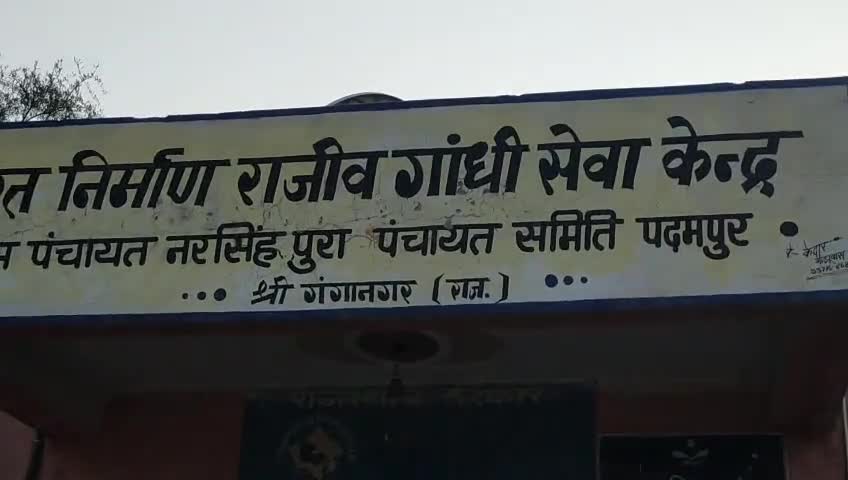 त निर्माण राजीव गांधी सेवा केन्द्र
पंचायत नरसिंह पुरा पंचायत समिति पदमपुर
श्री गंगानगर (राज.)